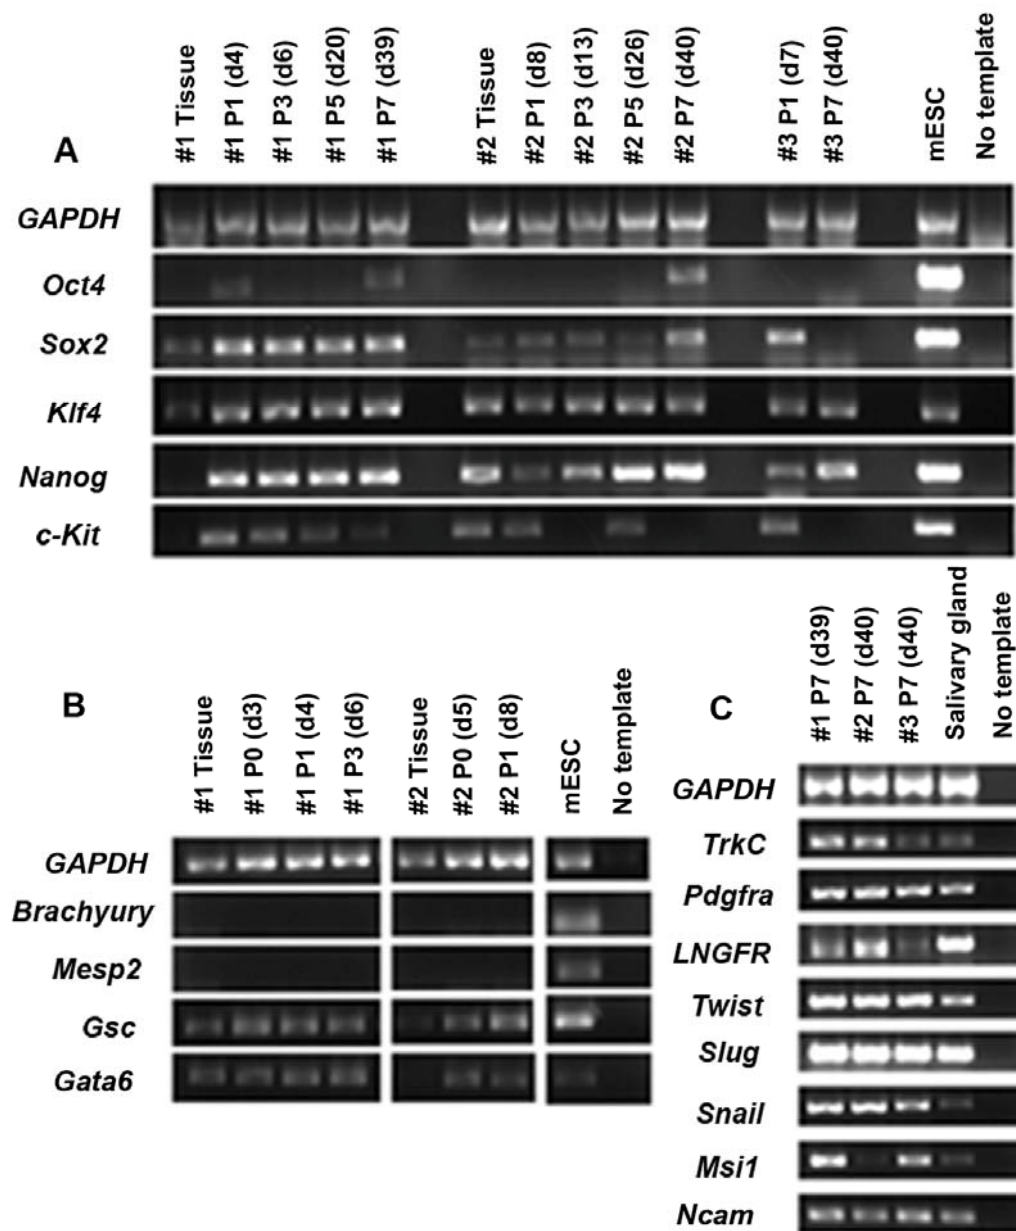 #1 Tissue
#1 P1 (d4)
#1 P3 (d6)
#1 P5 (d20)
#1 P7 (d39)
#2 Tissue
#2 P1 (d8)
#2 P3 (d13)
#2 P5 (d26)
#2 P7 (d40)
#3 P1 (d7)
#3 P7 (d40)
mESC
No template
A
GAPDH
Oct4
Sox2
Klf4
Nanog
c-Kit
B
#1 Tissue
#1 P0 (d3)
#1 P1 (d4)
#1 P3 (d6)
#2 Tissue
#2 P0 (d5)
#2 P1 (d8)
mESC
No template
GAPDH
Brachyury
Mesp2
Gsc
Gata6
C
#1 P7 (d39)
#2 P7 (d40)
#3 P7 (d40)
Salivary gland
No template
GAPDH
TrkC
Pdgfra
LNGFR
Twist
Slug
Snail
Msi1
Ncam